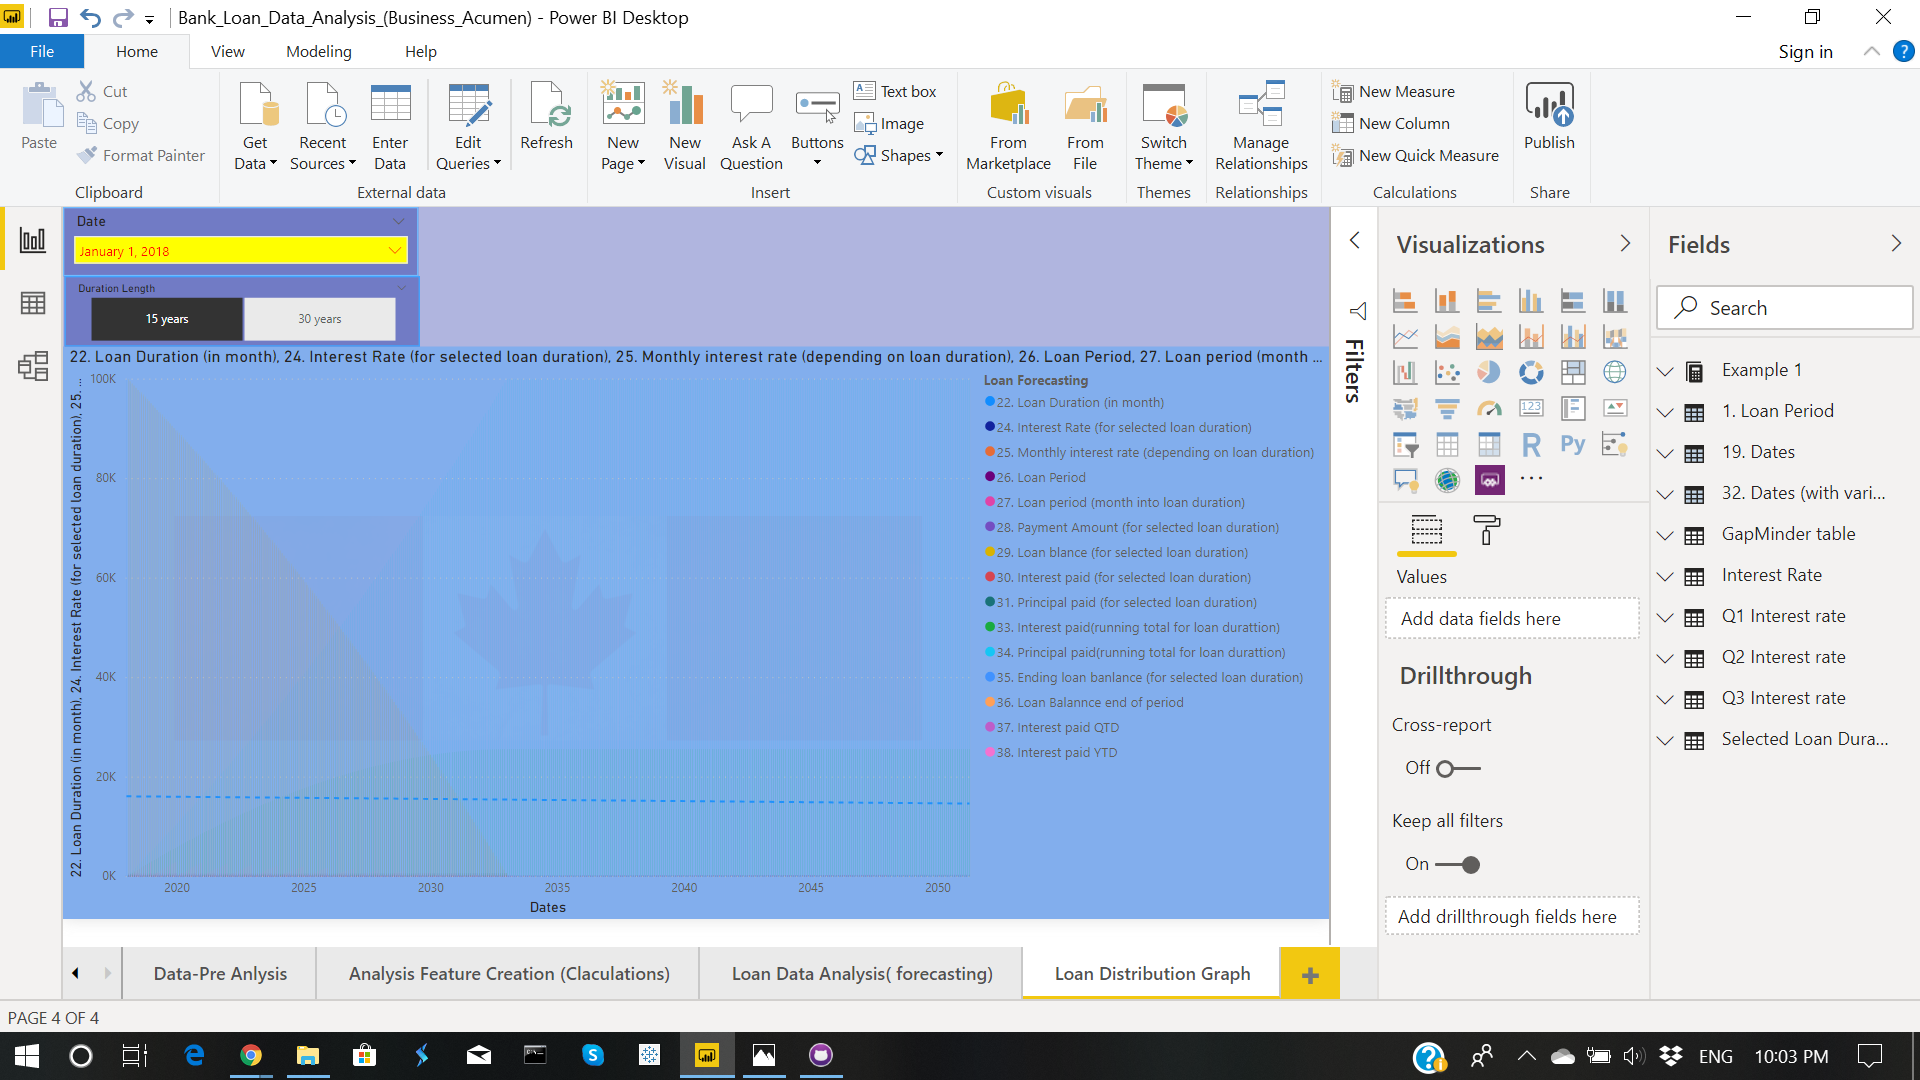 Bank_Loan_Data_Analysis_(Business_Acumen) - Power BI Desktop
File
Home
View
Modeling
Help
Sign in
Paste
Cut
Copy
Format Painter
Clipboard
Get Data
Recent Sources
Enter Data
Edit Queries
Refresh
External data
New Page
New Visual
Ask A Question
Buttons
Text box
Image
Shapes
Insert
From Marketplace
From File
Custom visuals
Switch Theme
Themes
Manage Relationships
Relationships
New Measure
New Column
New Quick Measure
Calculations
Publish
Share
Date
January 1, 2018
Duration Length
15 years
30 years
22. Loan Duration (in month), 24. Interest Rate (for selected loan duration), 25. Monthly interest rate (depending on loan duration), 26. Loan Period, 27. Loan period (month ...
22. Loan Duration (in month), 24. Interest Rate (for selected loan duration), 25. ...
100K
80K
60K
40K
20K
0K
2020
2025
2030
2035
2040
2045
2050
Dates
Loan Forecasting
22. Loan Duration (in month)
24. Interest Rate (for selected loan duration)
25. Monthly interest rate (depending on loan duration)
26. Loan Period
27. Loan period (month into loan duration)
28. Payment Amount (for selected loan duration)
29. Loan blance (for selected loan duration)
30. Interest paid (for selected loan duration)
31. Principal paid (for selected loan duration)
33. Interest paid(running total for loan durattion)
34. Principal paid(running total for loan durattion)
35. Ending loan banlance (for selected loan duration)
36. Loan Balannce end of period
37. Interest paid QTD
38. Interest paid YTD
Filters
Visualizations
123
R
Py
...
Values
Add data fields here
Drillthrough
Cross-report
Off
Keep all filters
On
Add drillthrough fields here
Fields
Search
Example 1
1. Loan Period
19. Dates
32. Dates (with vari...
GapMinder table
Interest Rate
Q1 Interest rate
Q2 Interest rate
Q3 Interest rate
Selected Loan Dura...
Data-Pre Anlysis
Analysis Feature Creation (Claculations)
Loan Data Analysis( forecasting)
Loan Distribution Graph
PAGE 4 OF 4
ENG
10:03 PM